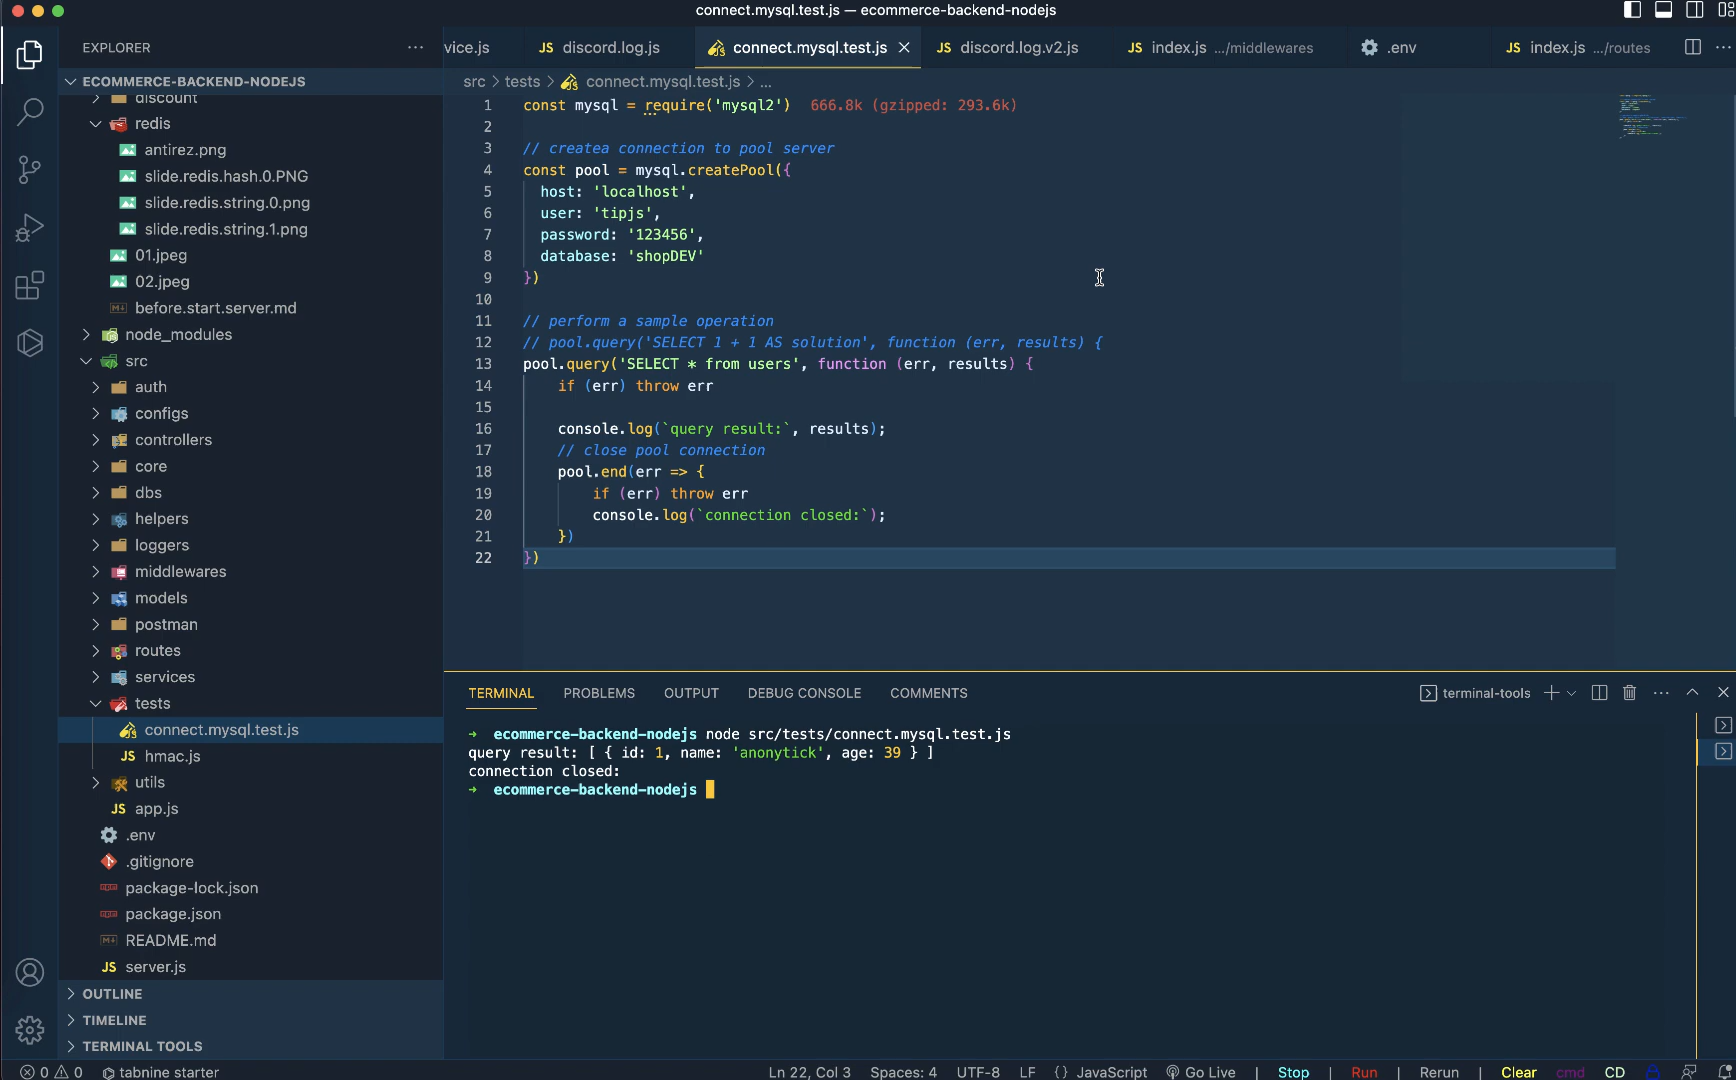 connect.mysql.test.js — ecommerce-backend-nodejs
EXPLORER
vice.js
JS discord.log.js
connect.mysql.test.js
JS discord.log.v2.js
JS index.js .../middlewares
.env
JS index.js .../routes
ECOMMERCE-BACKEND-NODEJS
src > tests > connect.mysql.test.js > ...
discount
redis
antirez.png
slide.redis.hash.0.PNG
slide.redis.string.0.png
slide.redis.string.1.png
01.jpeg
02.jpeg
before.start.server.md
node_modules
src
auth
configs
controllers
core
dbs
helpers
loggers
middlewares
models
postman
routes
services
tests
connect.mysql.test.js
JS hmac.js
utils
JS app.js
.env
.gitignore
package-lock.json
package.json
README.md
JS server.js
OUTLINE
TIMELINE
TERMINAL TOOLS
1 const mysql = require('mysql2') 666.8k (gzipped: 293.6k)
2
3 // createa connection to pool server
4 const pool = mysql.createPool({
5 host: 'localhost',
6 user: 'tipjs',
7 password: '123456',
8 database: 'shopDEV'
9 })
10
11 // perform a sample operation
12 // pool.query('SELECT 1 + 1 AS solution', function (err, results) {
13 pool.query('SELECT * from users', function (err, results) {
14 if (err) throw err
15
16 console.log(`query result:`, results);
17 // close pool connection
18 pool.end(err => {
19 if (err) throw err
20 console.log(`connection closed:`);
21 })
22 })
TERMINAL PROBLEMS OUTPUT DEBUG CONSOLE COMMENTS
terminal-tools
→ ecommerce-backend-nodejs node src/tests/connect.mysql.test.js
query result: [ { id: 1, name: 'anonytick', age: 39 } ]
connection closed:
→ ecommerce-backend-nodejs
0 0 tabnine starter
Ln 22, Col 3 Spaces: 4 UTF-8 LF {} JavaScript Go Live | Stop | Run | Rerun | Clear cmd CD